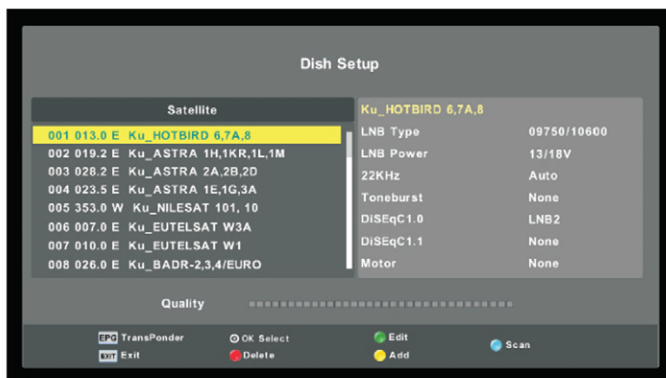 Dish Setup
Satellite
001 013.0 E Ku_HOTBIRD 6,7A,8
002 019.2 E Ku_ASTRA 1H,1KR,1L,1M
003 028.2 E Ku_ASTRA 2A,2B,2D
004 023.5 E Ku_ASTRA 1E,1G,3A
005 353.0 W Ku_NILESAT 101, 10
006 007.0 E Ku_EUTELSAT W3A
007 010.0 E Ku_EUTELSAT W1
008 026.0 E Ku_BADR-2,3,4/EURO
Ku_HOTBIRD 6,7A,8
LNB Type 09750/10600
LNB Power 13/18V
22KHz Auto
Toneburst None
DiSEqC1.0 LNB2
DiSEqC1.1 None
Motor None
Quality
EPG TransPonder OK Select Edit Scan
EXIT Exit Delete Add